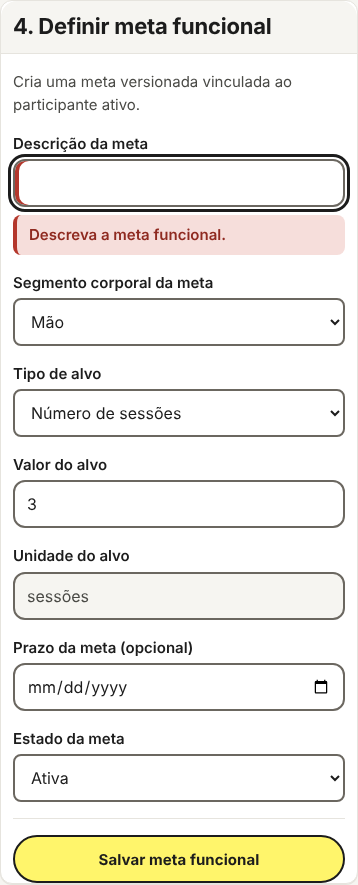 4. Definir meta funcional
Cria uma meta versionada vinculada ao
participante ativo.
Descrição da meta
Descreva a meta funcional.
Segmento corporal da meta
Mão
Tipo de alvo
Número de sessões
Valor do alvo
3
Unidade do alvo
sessões
Prazo da meta (opcional)
mm/dd/yyyy
Estado da meta
Ativa
Salvar meta funcional